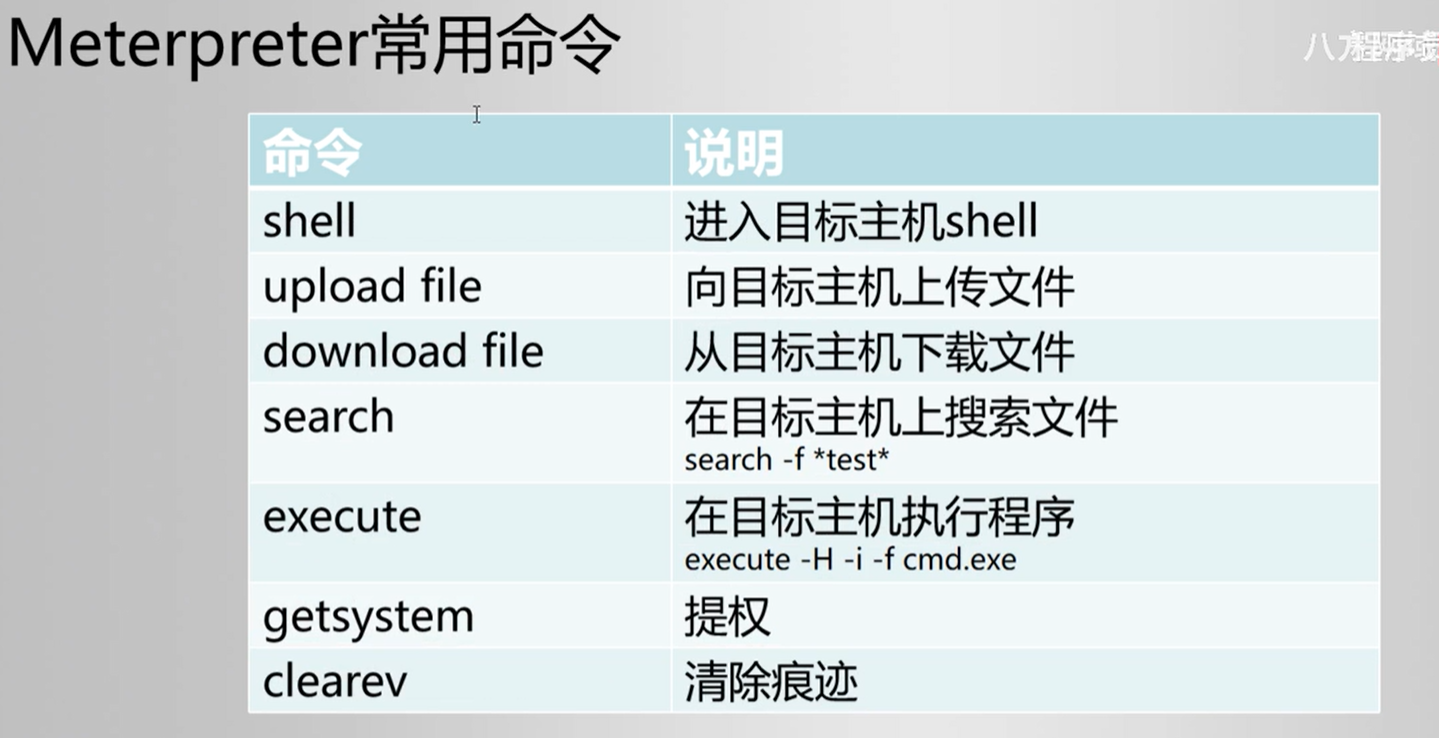 Meterpreter常用命令
命令 说明
shell 进入目标主机shell
upload file 向目标主机上传文件
download file 从目标主机下载文件
search 在目标主机上搜索文件
search -f *test*
execute 在目标主机执行程序
execute -H -i -f cmd.exe
getsystem 提权
clearev 清除痕迹